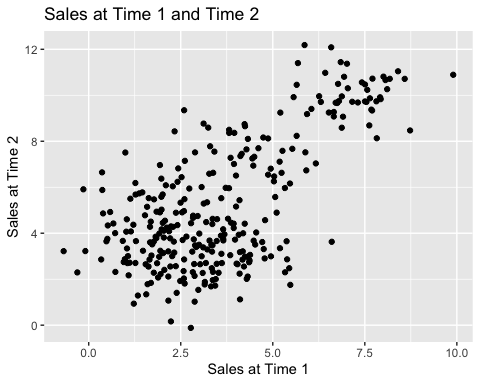 Sales at Time 1 and Time 2
12
8
4
0
Sales at Time 2
0.0 2.5 5.0 7.5 10.0
Sales at Time 1